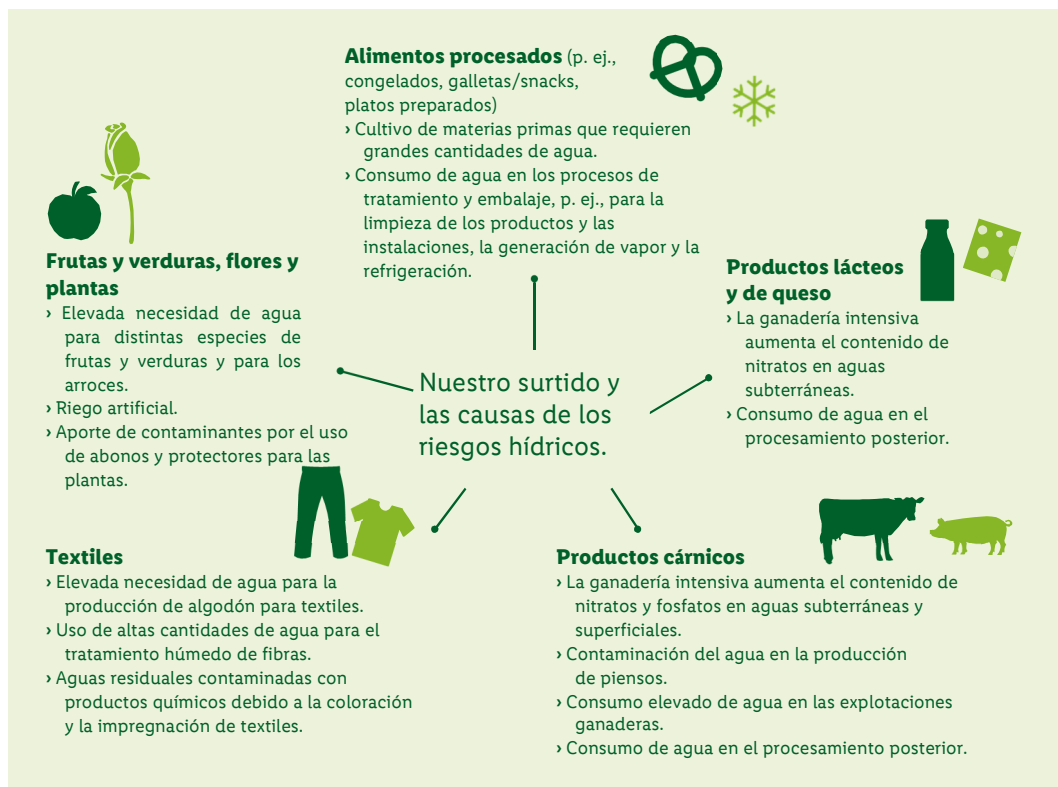 Alimentos procesados (p. ej.,
congelados, galletas/snacks,
platos preparados)
› Cultivo de materias primas que requieren
grandes cantidades de agua.
› Consumo de agua en los procesos de
tratamiento y embalaje, p. ej., para la
limpieza de los productos y las
instalaciones, la generación de vapor y la
refrigeración.
Frutas y verduras, flores y
plantas
› Elevada necesidad de agua
para distintas especies de
frutas y verduras y para los
arroces.
› Riego artificial.
› Aporte de contaminantes por el uso
de abonos y protectores para las
plantas.
Productos lácteos
y de queso
› La ganadería intensiva
aumenta el contenido de
nitratos en aguas
subterráneas.
› Consumo de agua en el
procesamiento posterior.
Nuestro surtido y
las causas de los
riesgos hídricos.
Textiles
› Elevada necesidad de agua para la
producción de algodón para textiles.
› Uso de altas cantidades de agua para el
tratamiento húmedo de fibras.
› Aguas residuales contaminadas con
productos químicos debido a la coloración
y la impregnación de textiles.
Productos cárnicos
› La ganadería intensiva aumenta el contenido de
nitratos y fosfatos en aguas subterráneas y
superficiales.
› Contaminación del agua en la producción
de piensos.
› Consumo elevado de agua en las explotaciones
ganaderas.
› Consumo de agua en el procesamiento posterior.